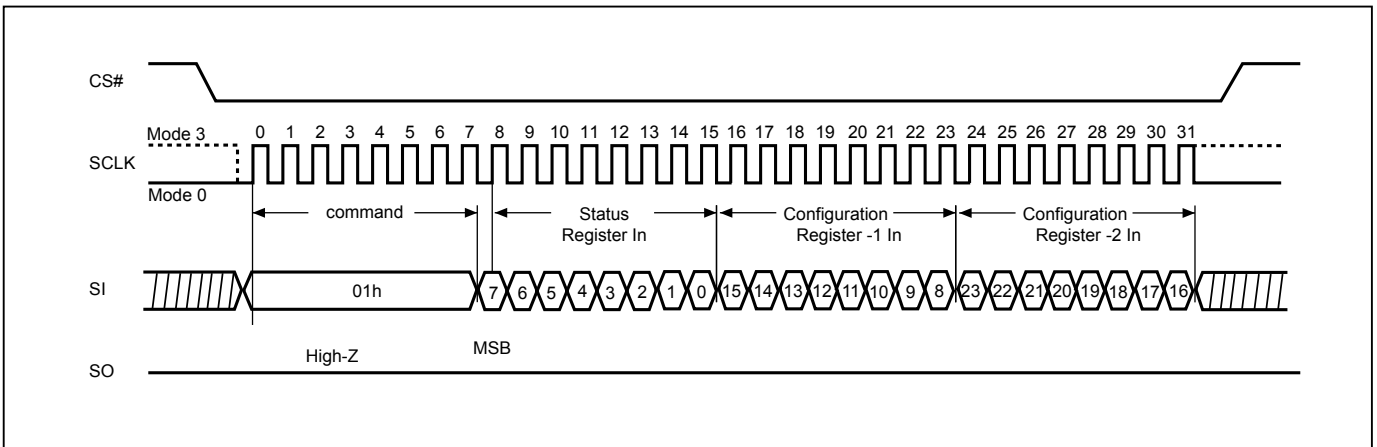 CS#
Mode 3
0 1 2 3 4 5 6 7 8 9 10 11 12 13 14 15 16 17 18 19 20 21 22 23 24 25 26 27 28 29 30 31
SCLK
Mode 0
command Status Configuration Configuration
Register In Register -1 In Register -2 In
SI 01h 7 6 5 4 3 2 1 0 15 14 13 12 11 10 9 8 23 22 21 20 19 18 17 16
High-Z MSB
SO